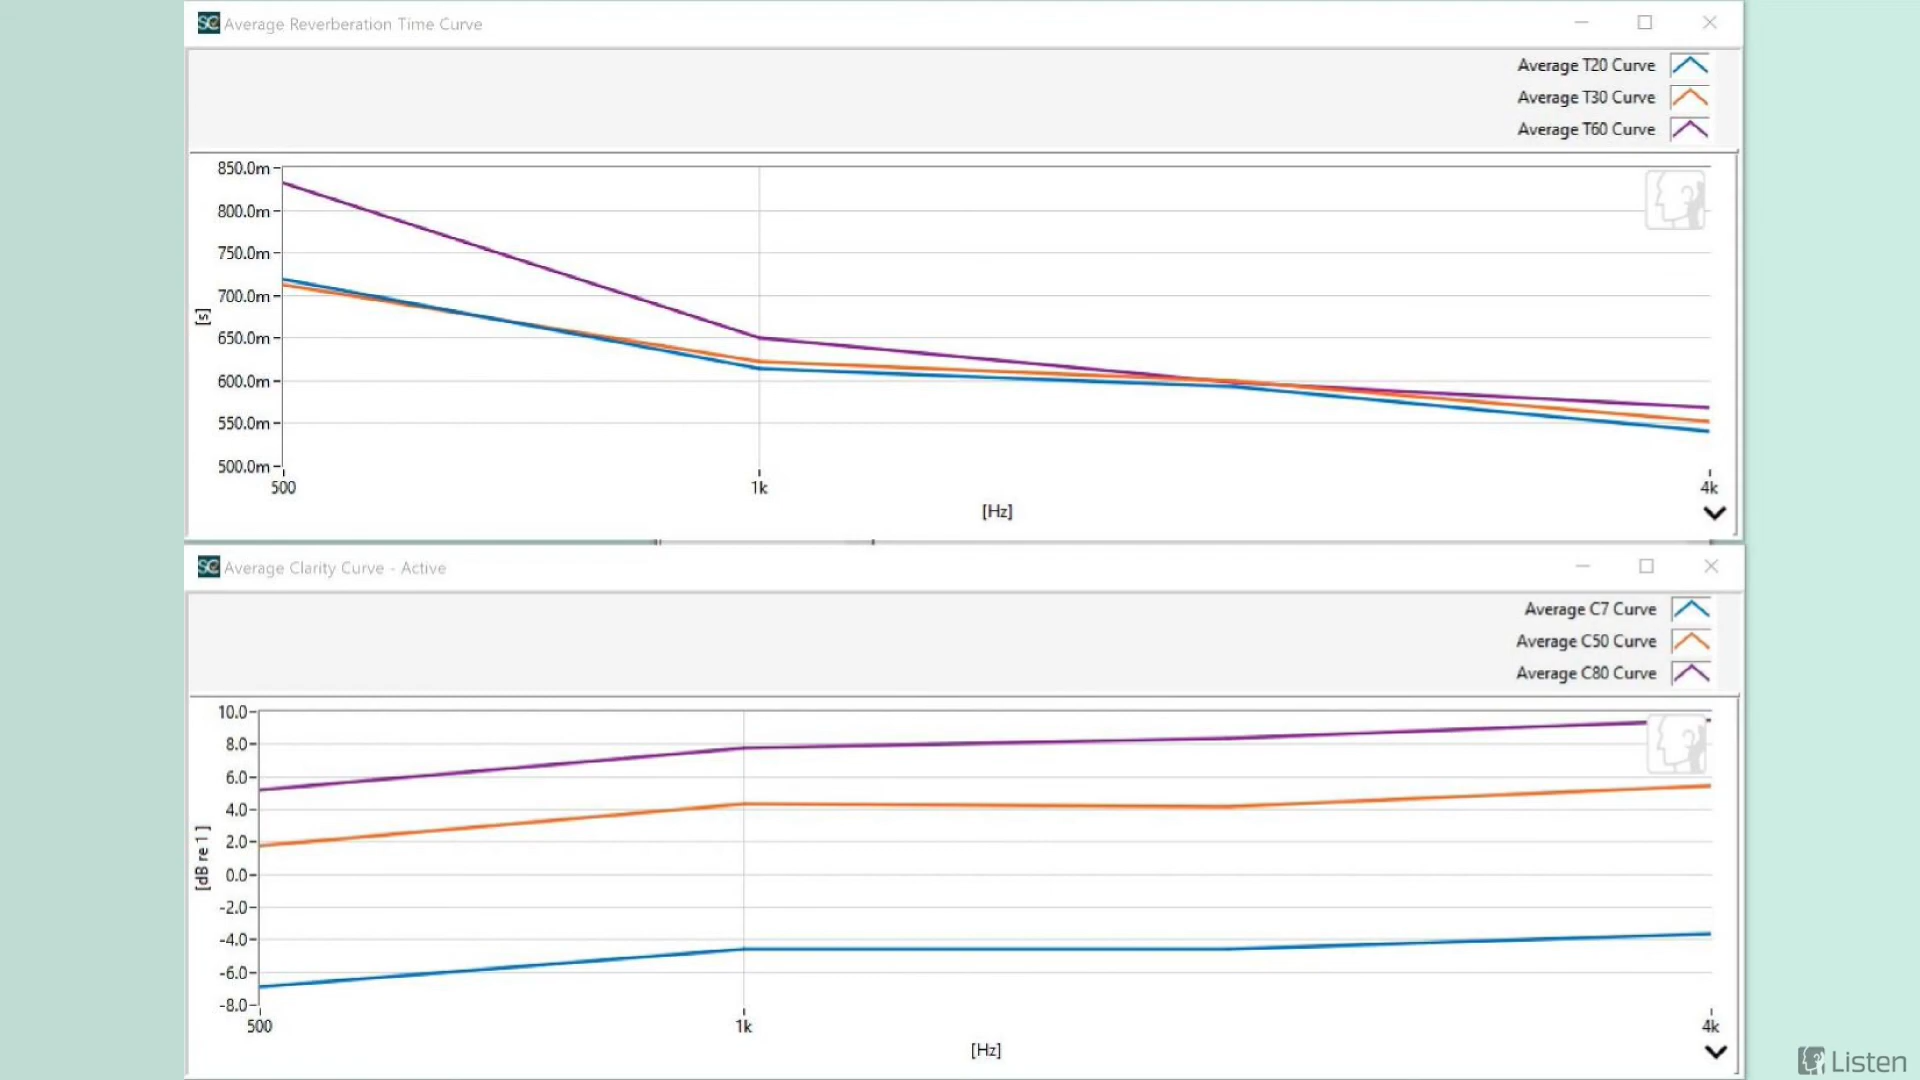 SC Average Reverberation Time Curve
Average T20 Curve
Average T30 Curve
Average T60 Curve
850.0m
800.0m
750.0m
700.0m
650.0m
600.0m
550.0m
500.0m
[s]
500 1k 4k
[Hz]
SC Average Clarity Curve - Active
Average C7 Curve
Average C50 Curve
Average C80 Curve
10.0
8.0
6.0
4.0
2.0
0.0
-2.0
-4.0
-6.0
-8.0
[dB re 1 ]
500 1k 4k
[Hz]
Listen